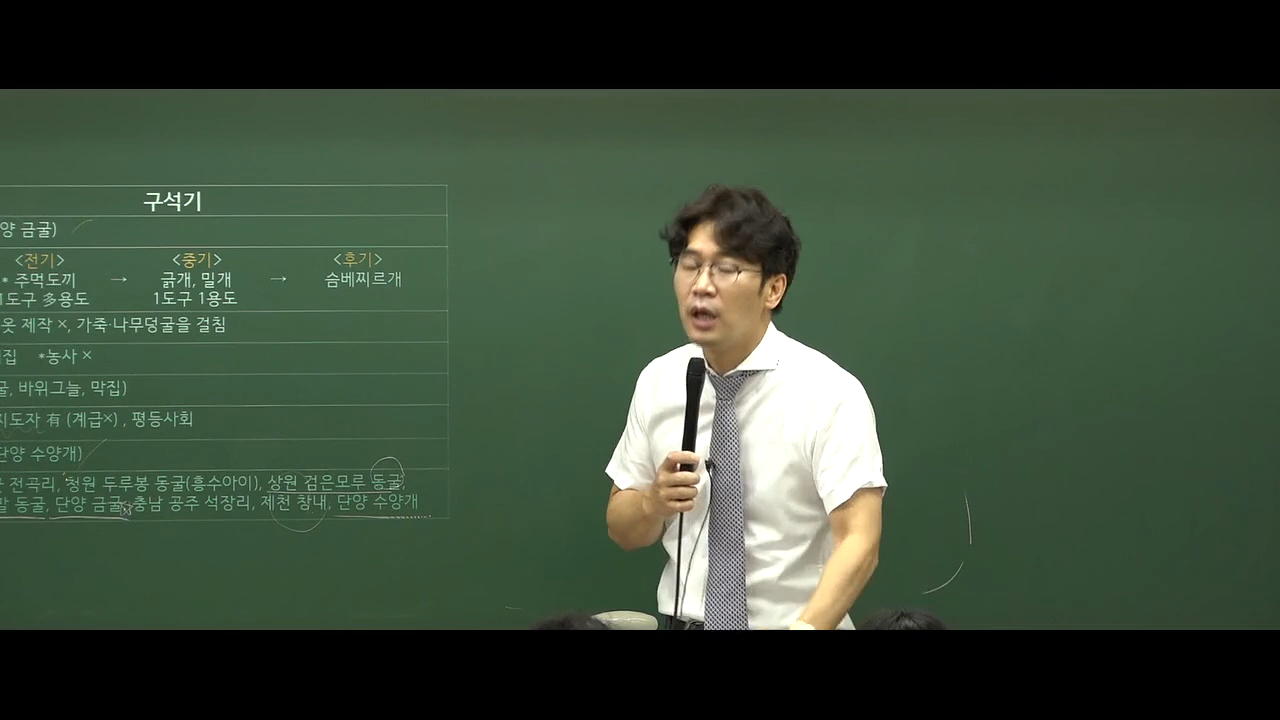 구석기
양 금굴)
<전기> <중기> <후기>
* 주먹도끼 → 긁개, 밀개 → 슴베찌르개
1도구 多용도 1도구 1용도
옷 제작 ×, 가죽·나무덩굴을 걸침
집 *농사 ×
굴, 바위그늘, 막집)
지도자 有 (계급×) , 평등사회
단양 수양개)
전곡리, 청원 두루봉 동굴(흥수아이), 상원 검은모루 동굴,
동굴, 단양 금굴, 충남 공주 석장리, 제천 창내, 단양 수양개